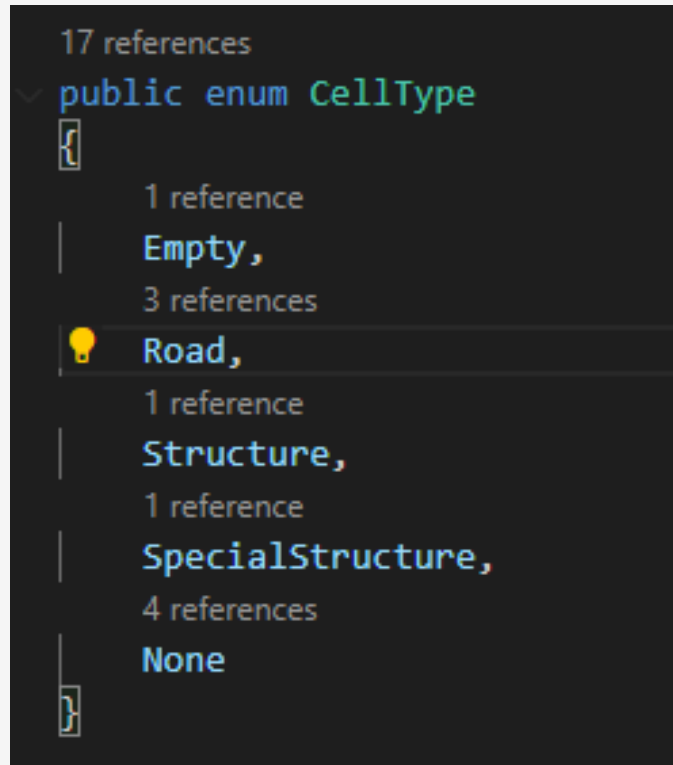 17 references
public enum CellType
{
1 reference
Empty,
3 references
Road,
1 reference
Structure,
1 reference
SpecialStructure,
4 references
None
}